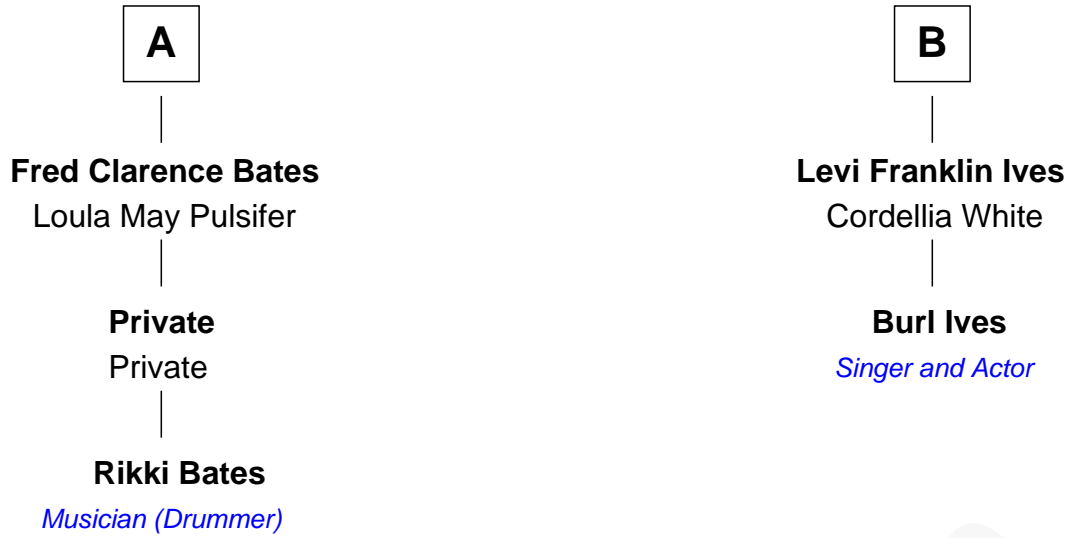 A
Fred Clarence Bates
Loula May Pulsifer
Private
Private
Rikki Bates
Musician (Drummer)
B
Levi Franklin Ives
Cordellia White
Burl Ives
Singer and Actor